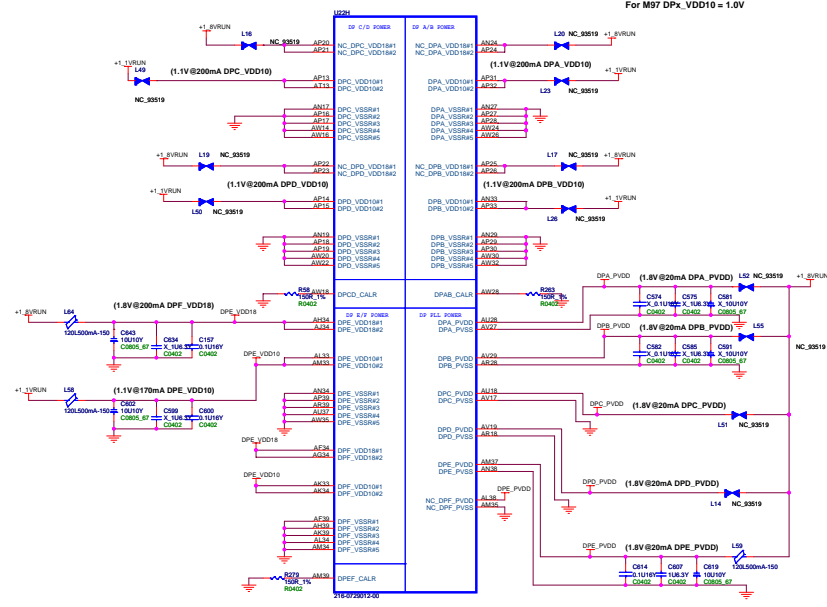 For M97 DPx_VDD10 = 1.0V
U22H
DP C/D POWER
DP A/B POWER
+1_8VRUN
L16
NC_93519
AP20
AP21
NC_DPC_VDD18#1
NC_DPC_VDD18#2
NC_DPA_VDD18#1
NC_DPA_VDD18#2
AN24
AP24
L20
NC_93519
+1_8VRUN
+1_1VRUN
L49
NC_93519
(1.1V@200mA DPC_VDD10)
AP13
AT13
DPC_VDD10#1
DPC_VDD10#2
DPA_VDD10#1
DPA_VDD10#2
AP31
AP32
(1.1V@200mA DPA_VDD10)
L23
NC_93519
+1_1VRUN
AN17
AP16
AP17
AW14
AW16
DPC_VSSR#1
DPC_VSSR#2
DPC_VSSR#3
DPC_VSSR#4
DPC_VSSR#5
DPA_VSSR#1
DPA_VSSR#2
DPA_VSSR#3
DPA_VSSR#4
DPA_VSSR#5
AN27
AP27
AP28
AW24
AW26
+1_8VRUN
L19
NC_93519
AP22
AP23
NC_DPD_VDD18#1
NC_DPD_VDD18#2
NC_DPB_VDD18#1
NC_DPB_VDD18#2
AP25
AP26
L17
NC_93519
+1_8VRUN
+1_1VRUN
L50
NC_93519
(1.1V@200mA DPD_VDD10)
AP14
AP15
DPD_VDD10#1
DPD_VDD10#2
DPB_VDD10#1
DPB_VDD10#2
AN33
AP33
(1.1V@200mA DPB_VDD10)
L26
NC_93519
+1_1VRUN
AN19
AP18
AP19
AW20
AW22
DPD_VSSR#1
DPD_VSSR#2
DPD_VSSR#3
DPD_VSSR#4
DPD_VSSR#5
DPB_VSSR#1
DPB_VSSR#2
DPB_VSSR#3
DPB_VSSR#4
DPB_VSSR#5
AN29
AP29
AP30
AW30
AW32
R58
150R_1%
R0402
AW18
DPCD_CALR
DPAB_CALR
AW28
R263
150R_1%
R0402
DP E/F POWER
DP PLL POWER
+1_8VRUN
L64
120L500mA-150
(1.8V@200mA DPF_VDD18)
DPE_VDD18
C643
10U10Y
C0805_67
C634
X_1U6.3Y
C0402
C157
0.1U16Y
C0402
AH34
AJ34
DPE_VDD18#1
DPE_VDD18#2
DPA_PVDD
DPA_PVSS
AU28
AV27
DPA_PVDD
(1.8V@20mA DPA_PVDD)
L52
NC_93519
+1_8VRUN
C574
X_0.1U16Y
C0402
C575
X_1U6.3Y
C0402
C581
X_10U10Y
C0805_67
DPB_PVDD
(1.8V@20mA DPB_PVDD)
L55
NC_93519
C582
X_0.1U16Y
C0402
C585
X_1U6.3Y
C0402
C591
X_10U10Y
C0805_67
+1_1VRUN
L58
120L500mA-150
(1.1V@170mA DPE_VDD10)
DPE_VDD10
C602
10U10Y
C0805_67
C599
X_1U6.3Y
C0402
C600
0.1U16Y
C0402
AL33
AM33
DPE_VDD10#1
DPE_VDD10#2
DPB_PVDD
DPB_PVSS
AV29
AR28
AN34
AP39
AR39
AU37
AW35
DPE_VSSR#1
DPE_VSSR#2
DPE_VSSR#3
DPE_VSSR#4
DPE_VSSR#5
DPC_PVDD
DPC_PVSS
AU18
AV17
DPC_PVDD
(1.8V@20mA DPC_PVDD)
L51
NC_93519
DPD_PVDD
DPD_PVSS
AV19
AR18
DPE_VDD18
AF34
AG34
DPF_VDD18#1
DPF_VDD18#2
DPE_PVDD
DPE_PVSS
AM37
AN38
DPE_VDD10
AK33
AK34
DPF_VDD10#1
DPF_VDD10#2
NC_DPF_PVDD
NC_DPF_PVSS
AL38
AM35
DPE_PVDD
DPD_PVDD
(1.8V@20mA DPD_PVDD)
L14
NC_93519
AF39
AH39
AK39
AL34
AM34
DPF_VSSR#1
DPF_VSSR#2
DPF_VSSR#3
DPF_VSSR#4
DPF_VSSR#5
DPE_PVDD
(1.8V@20mA DPE_PVDD)
L59
120L500mA-150
C614
0.1U16Y
C0402
C607
1U6.3Y
C0402
C619
10U10Y
C0805_67
R279
150R_1%
R0402
AM39
DPEF_CALR
216-0729012-00